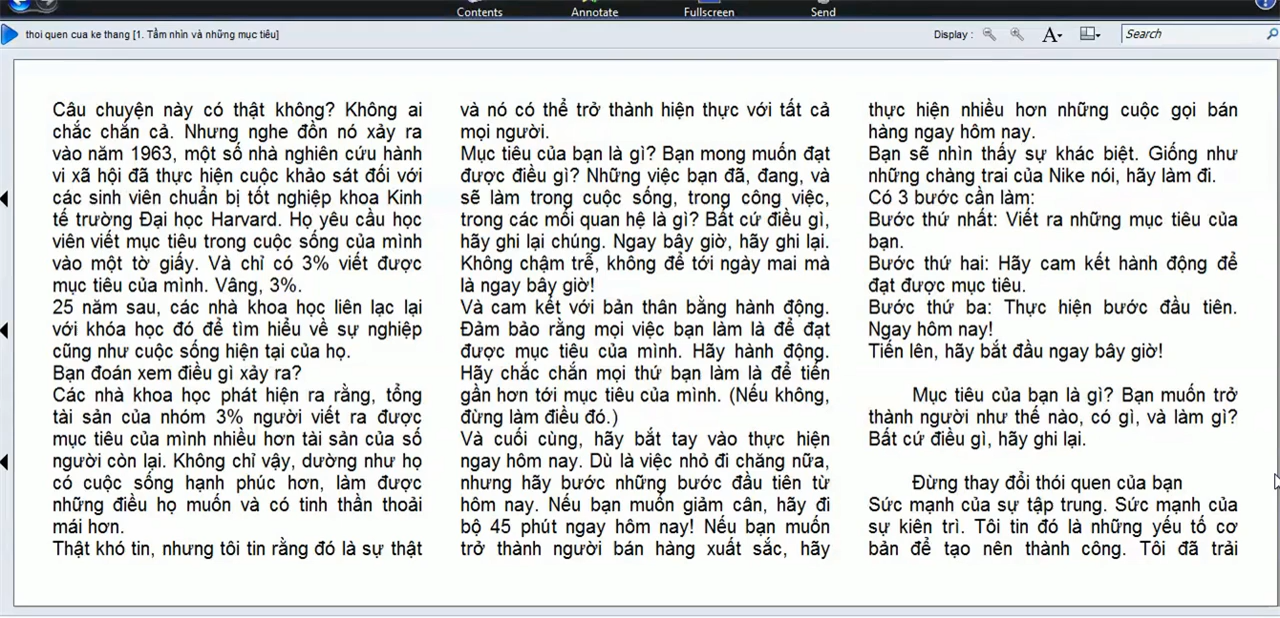 Contents
Annotate
Fullscreen
Send
thoi quen cua ke thang [1. Tầm nhìn và những mục tiêu]
Display :
A
Search
Câu chuyện này có thật không? Không ai
chắc chắn cả. Nhưng nghe đồn nó xảy ra
vào năm 1963, một số nhà nghiên cứu hành
vi xã hội đã thực hiện cuộc khảo sát đối với
các sinh viên chuẩn bị tốt nghiệp khoa Kinh
tế trường Đại học Harvard. Họ yêu cầu học
viên viết mục tiêu trong cuộc sống của mình
vào một tờ giấy. Và chỉ có 3% viết được
mục tiêu của mình. Vâng, 3%.
25 năm sau, các nhà khoa học liên lạc lại
với khóa học đó để tìm hiểu về sự nghiệp
cũng như cuộc sống hiện tại của họ.
Bạn đoán xem điều gì xảy ra?
Các nhà khoa học phát hiện ra rằng, tổng
tài sản của nhóm 3% người viết ra được
mục tiêu của mình nhiều hơn tài sản của số
người còn lại. Không chỉ vậy, dường như họ
có cuộc sống hạnh phúc hơn, làm được
những điều họ muốn và có tinh thần thoải
mái hơn.
Thật khó tin, nhưng tôi tin rằng đó là sự thật
và nó có thể trở thành hiện thực với tất cả
mọi người.
Mục tiêu của bạn là gì? Bạn mong muốn đạt
được điều gì? Những việc bạn đã, đang, và
sẽ làm trong cuộc sống, trong công việc,
trong các mối quan hệ là gì? Bất cứ điều gì,
hãy ghi lại chúng. Ngay bây giờ, hãy ghi lại.
Không chậm trễ, không để tới ngày mai mà
là ngay bây giờ!
Và cam kết với bản thân bằng hành động.
Đảm bảo rằng mọi việc bạn làm là để đạt
được mục tiêu của mình. Hãy hành động.
Hãy chắc chắn mọi thứ bạn làm là để tiến
gần hơn tới mục tiêu của mình. (Nếu không,
đừng làm điều đó.)
Và cuối cùng, hãy bắt tay vào thực hiện
ngay hôm nay. Dù là việc nhỏ đi chăng nữa,
nhưng hãy bước những bước đầu tiên từ
hôm nay. Nếu bạn muốn giảm cân, hãy đi
bộ 45 phút ngay hôm nay! Nếu bạn muốn
trở thành người bán hàng xuất sắc, hãy
thực hiện nhiều hơn những cuộc gọi bán
hàng ngay hôm nay.
Bạn sẽ nhìn thấy sự khác biệt. Giống như
những chàng trai của Nike nói, hãy làm đi.
Có 3 bước cần làm:
Bước thứ nhất: Viết ra những mục tiêu của
bạn.
Bước thứ hai: Hãy cam kết hành động để
đạt được mục tiêu.
Bước thứ ba: Thực hiện bước đầu tiên.
Ngay hôm nay!
Tiến lên, hãy bắt đầu ngay bây giờ!
Mục tiêu của bạn là gì? Bạn muốn trở
thành người như thế nào, có gì, và làm gì?
Bất cứ điều gì, hãy ghi lại.
Đừng thay đổi thói quen của bạn
Sức mạnh của sự tập trung. Sức mạnh của
sự kiên trì. Tôi tin đó là những yếu tố cơ
bản để tạo nên thành công. Tôi đã trải